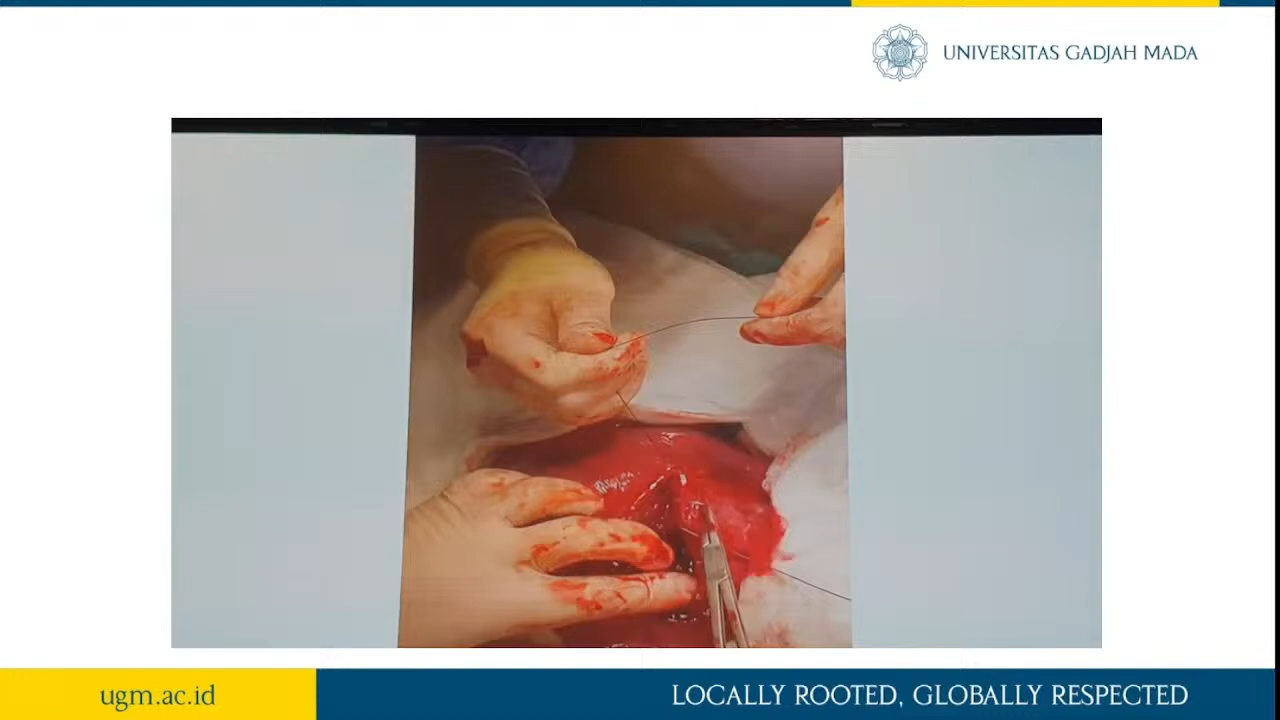 UNIVERSITAS GADJAH MADA
ugm.ac.id
LOCALLY ROOTED, GLOBALLY RESPECTED